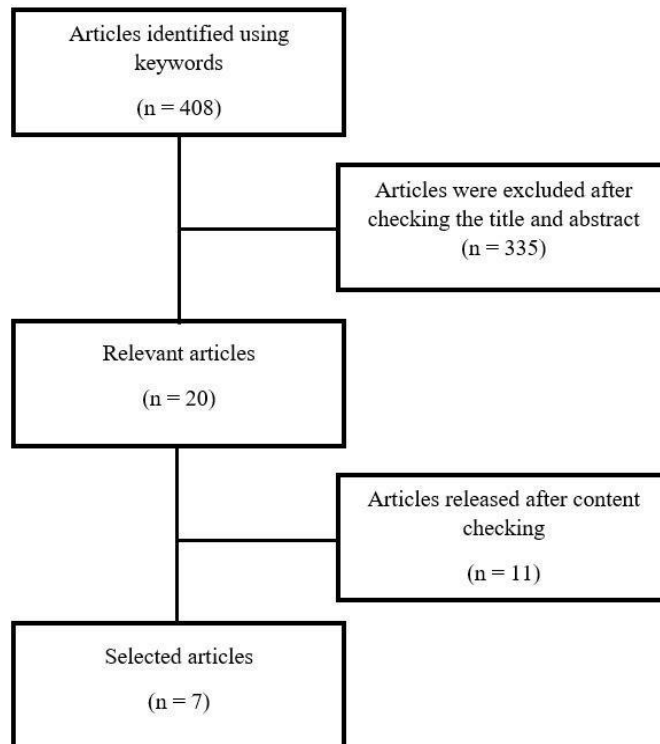 Articles identified using
keywords
(n = 408)
Articles were excluded after
checking the title and abstract
(n = 335)
Relevant articles
(n = 20)
Articles released after content
checking
(n = 11)
Selected articles
(n = 7)